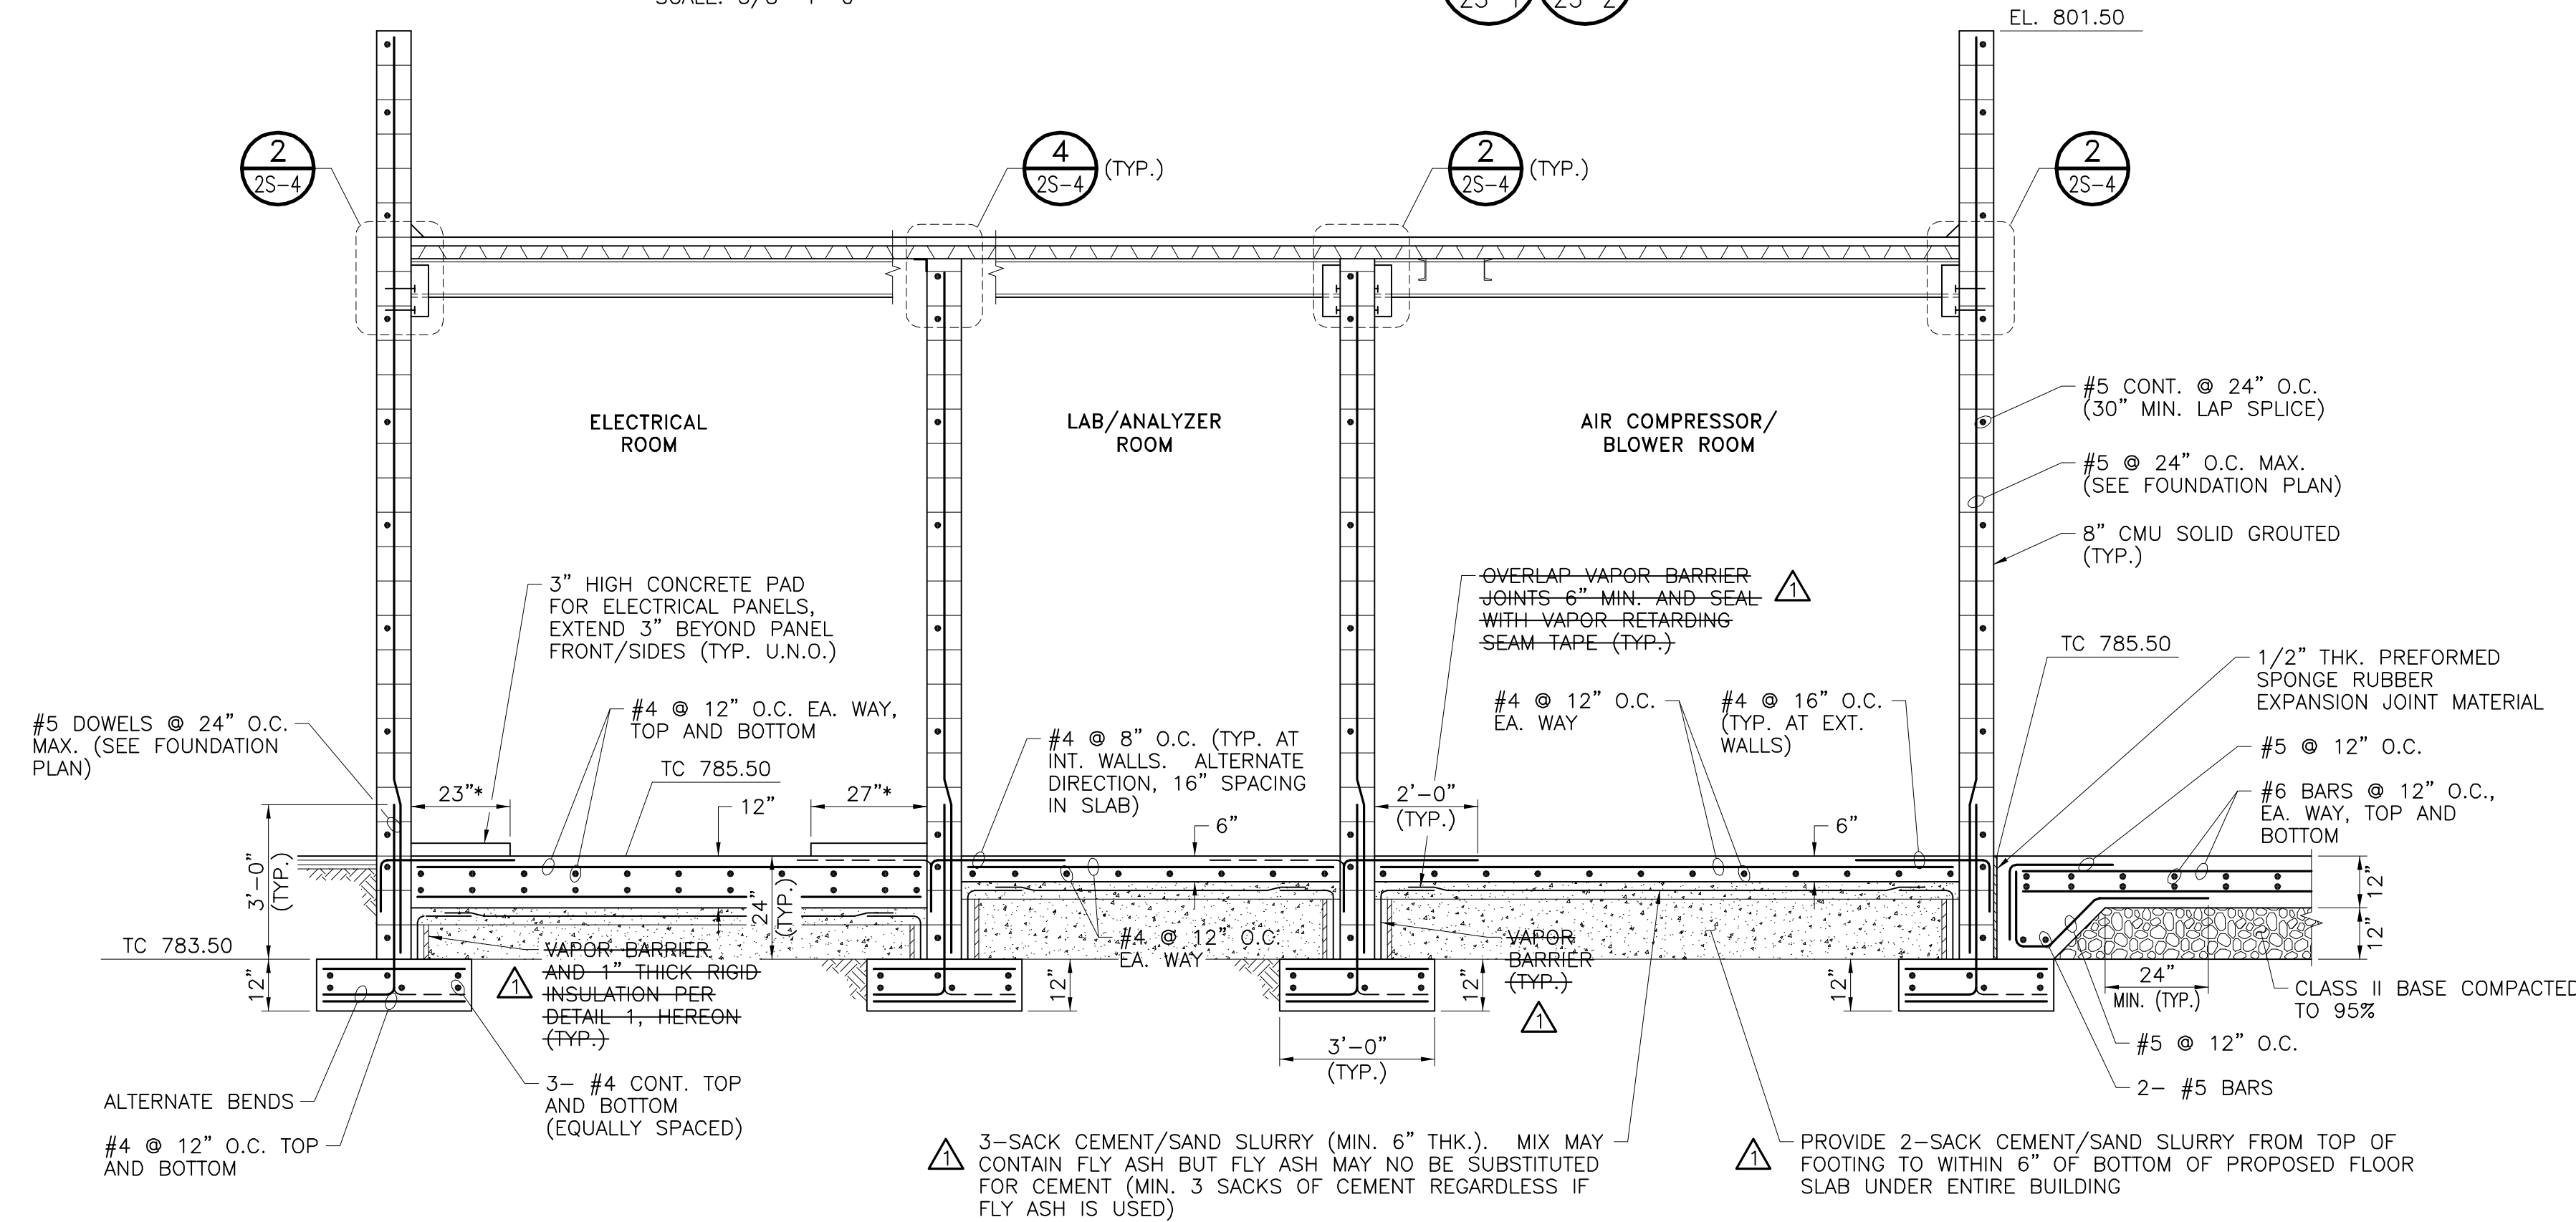 EL. 801.50
2
2S-4
4
2S-4
(TYP.)
2
2S-4
(TYP.)
2
2S-4
ELECTRICAL
ROOM
LAB/ANALYZER
ROOM
AIR COMPRESSOR/
BLOWER ROOM
#5 CONT. @ 24" O.C.
(30" MIN. LAP SPLICE)
#5 @ 24" O.C. MAX.
(SEE FOUNDATION PLAN)
8" CMU SOLID GROUTED
(TYP.)
3" HIGH CONCRETE PAD
FOR ELECTRICAL PANELS,
EXTEND 3" BEYOND PANEL
FRONT/SIDES (TYP. U.N.O.)
OVERLAP VAPOR BARRIER
JOINTS 6" MIN. AND SEAL
WITH VAPOR RETARDING
SEAM TAPE (TYP.)
1
TC 785.50
1/2" THK. PREFORMED
SPONGE RUBBER
EXPANSION JOINT MATERIAL
#5 DOWELS @ 24" O.C.
MAX. (SEE FOUNDATION
PLAN)
#4 @ 12" O.C. EA. WAY,
TOP AND BOTTOM
TC 785.50
#4 @ 8" O.C. (TYP. AT
INT. WALLS. ALTERNATE
DIRECTION, 16" SPACING
IN SLAB)
#4 @ 12" O.C.
EA. WAY
#4 @ 16" O.C.
(TYP. AT EXT.
WALLS)
#5 @ 12" O.C.
#6 BARS @ 12" O.C.,
EA. WAY, TOP AND
BOTTOM
23"*
12"
27"*
6"
2'-0"
(TYP.)
6"
3'-0"
(TYP.)
24"
(TYP.)
12"
12"
TC 783.50
12"
VAPOR BARRIER
AND 1" THICK RIGID
INSULATION PER
DETAIL 1, HEREON
(TYP.)
1
#4 @ 12" O.C.
EA. WAY
12"
VAPOR
BARRIER
(TYP.)
1
12"
12"
24"
MIN. (TYP.)
CLASS II BASE COMPACTED
TO 95%
3'-0"
(TYP.)
#5 @ 12" O.C.
2- #5 BARS
ALTERNATE BENDS
#4 @ 12" O.C. TOP
AND BOTTOM
3- #4 CONT. TOP
AND BOTTOM
(EQUALLY SPACED)
1
3-SACK CEMENT/SAND SLURRY (MIN. 6" THK.). MIX MAY
CONTAIN FLY ASH BUT FLY ASH MAY NO BE SUBSTITUTED
FOR CEMENT (MIN. 3 SACKS OF CEMENT REGARDLESS IF
FLY ASH IS USED)
1
PROVIDE 2-SACK CEMENT/SAND SLURRY FROM TOP OF
FOOTING TO WITHIN 6" OF BOTTOM OF PROPOSED FLOOR
SLAB UNDER ENTIRE BUILDING